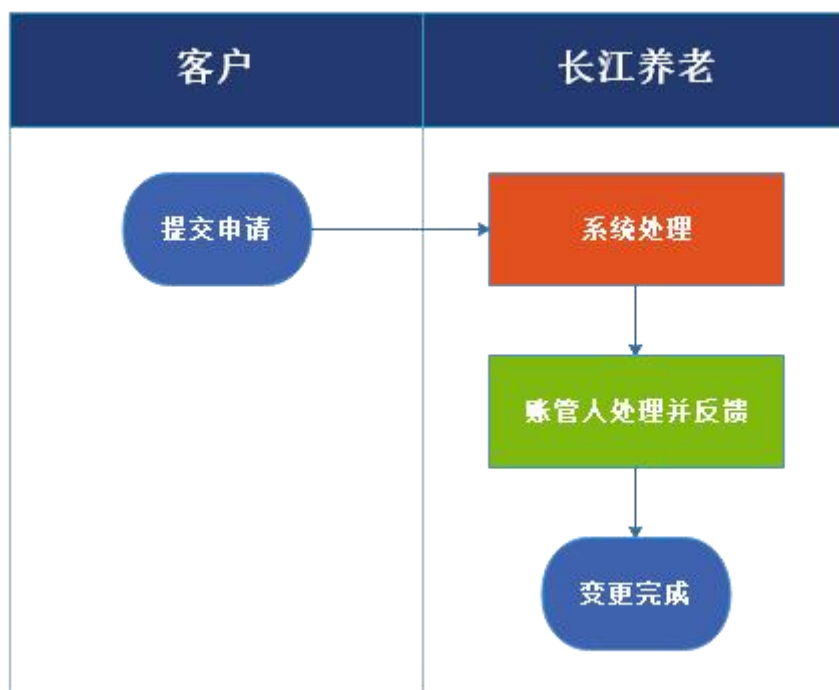 客户
长江养老
提交申请
系统处理
账管人处理并反馈
变更完成